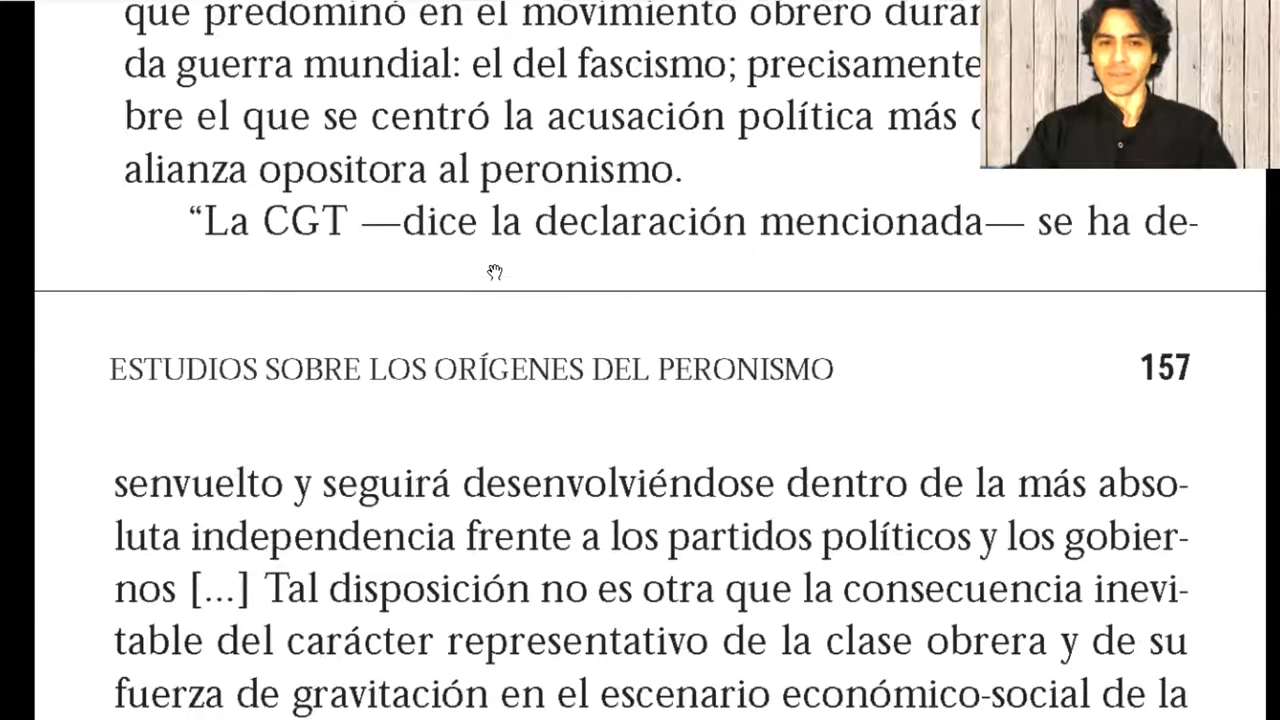 que predominó en el movimiento obrero
da guerra mundial: el del fascismo; precisamente
bre el que se centró la acusación política más
alianza opositora al peronismo.
“La CGT —dice la declaración mencionada— se ha de-
ESTUDIOS SOBRE LOS ORÍGENES DEL PERONISMO 157
senvuelto y seguirá desenvolviéndose dentro de la más abso-
luta independencia frente a los partidos políticos y los gobier-
nos [...] Tal disposición no es otra que la consecuencia inevi-
table del carácter representativo de la clase obrera y de su
fuerza de gravitación en el escenario económico-social de la